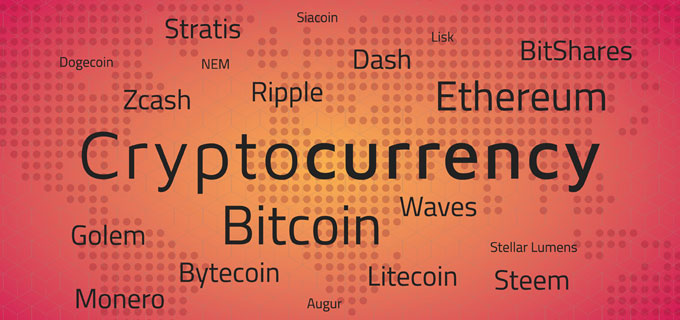 Siacoin
Stratis
Lisk
BitShares
Dash
Dogecoin
NEM
Zcash
Ripple
Ethereum
Cryptocurrency
Bitcoin
Waves
Golem
Stellar Lumens
Bytecoin
Litecoin
Steem
Monero
Augur